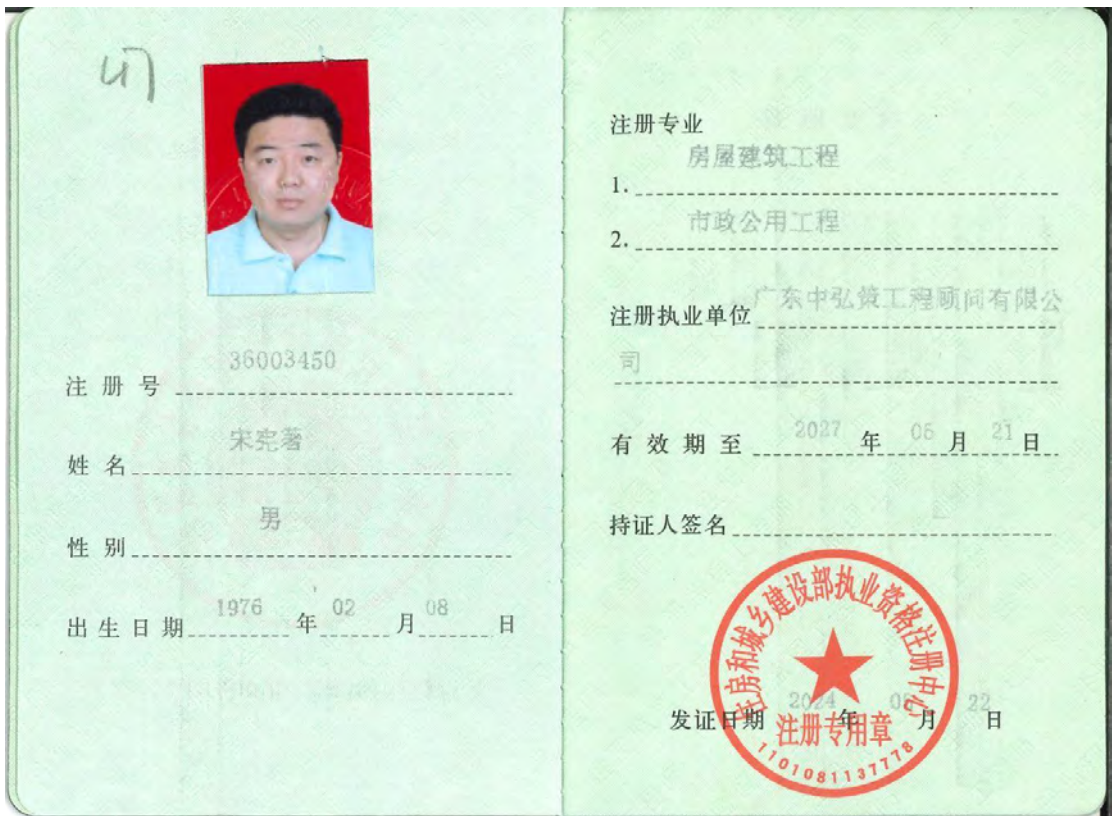 注册号 36003450
姓名 宋宪著
性别 男
出生日期 1976 年 02 月 08 日
注册专业
1. 房屋建筑工程
2. 市政公用工程
注册执业单位 广东中弘策工程顾问有限公
司
有效期至 2027 年 05 月 21 日
持证人签名
住房和城乡建设部执业资格注册中心
发证日期 2024 年 05 月 22 日
注册专用章
1101081137778